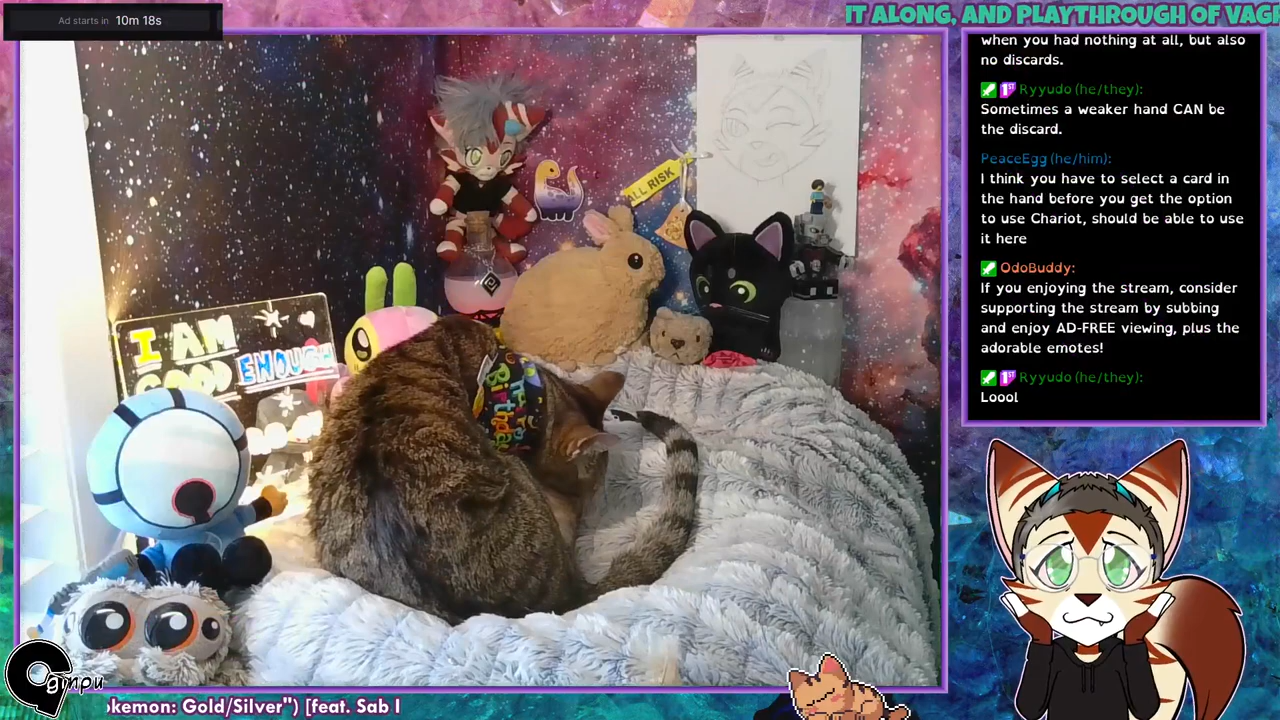 Ad starts in 10m 18s
IT ALONG, AND PLAYTHROUGH OF VAG
when you had nothing at all, but also
no discards.
Ryyudo (he/they):
Sometimes a weaker hand CAN be
the discard.
PeaceEgg (he/him):
I think you have to select a card in
the hand before you get the option
to use Chariot, should be able to use
it here
OdoBuddy:
If you enjoying the stream, consider
supporting the stream by subbing
and enjoy AD-FREE viewing, plus the
adorable emotes!
Ryyudo (he/they):
Loool
ALL RISK
I AM
GOOD ENOUGH
Birthday
ginpu
okemon: Gold/Silver") [feat. Sab I